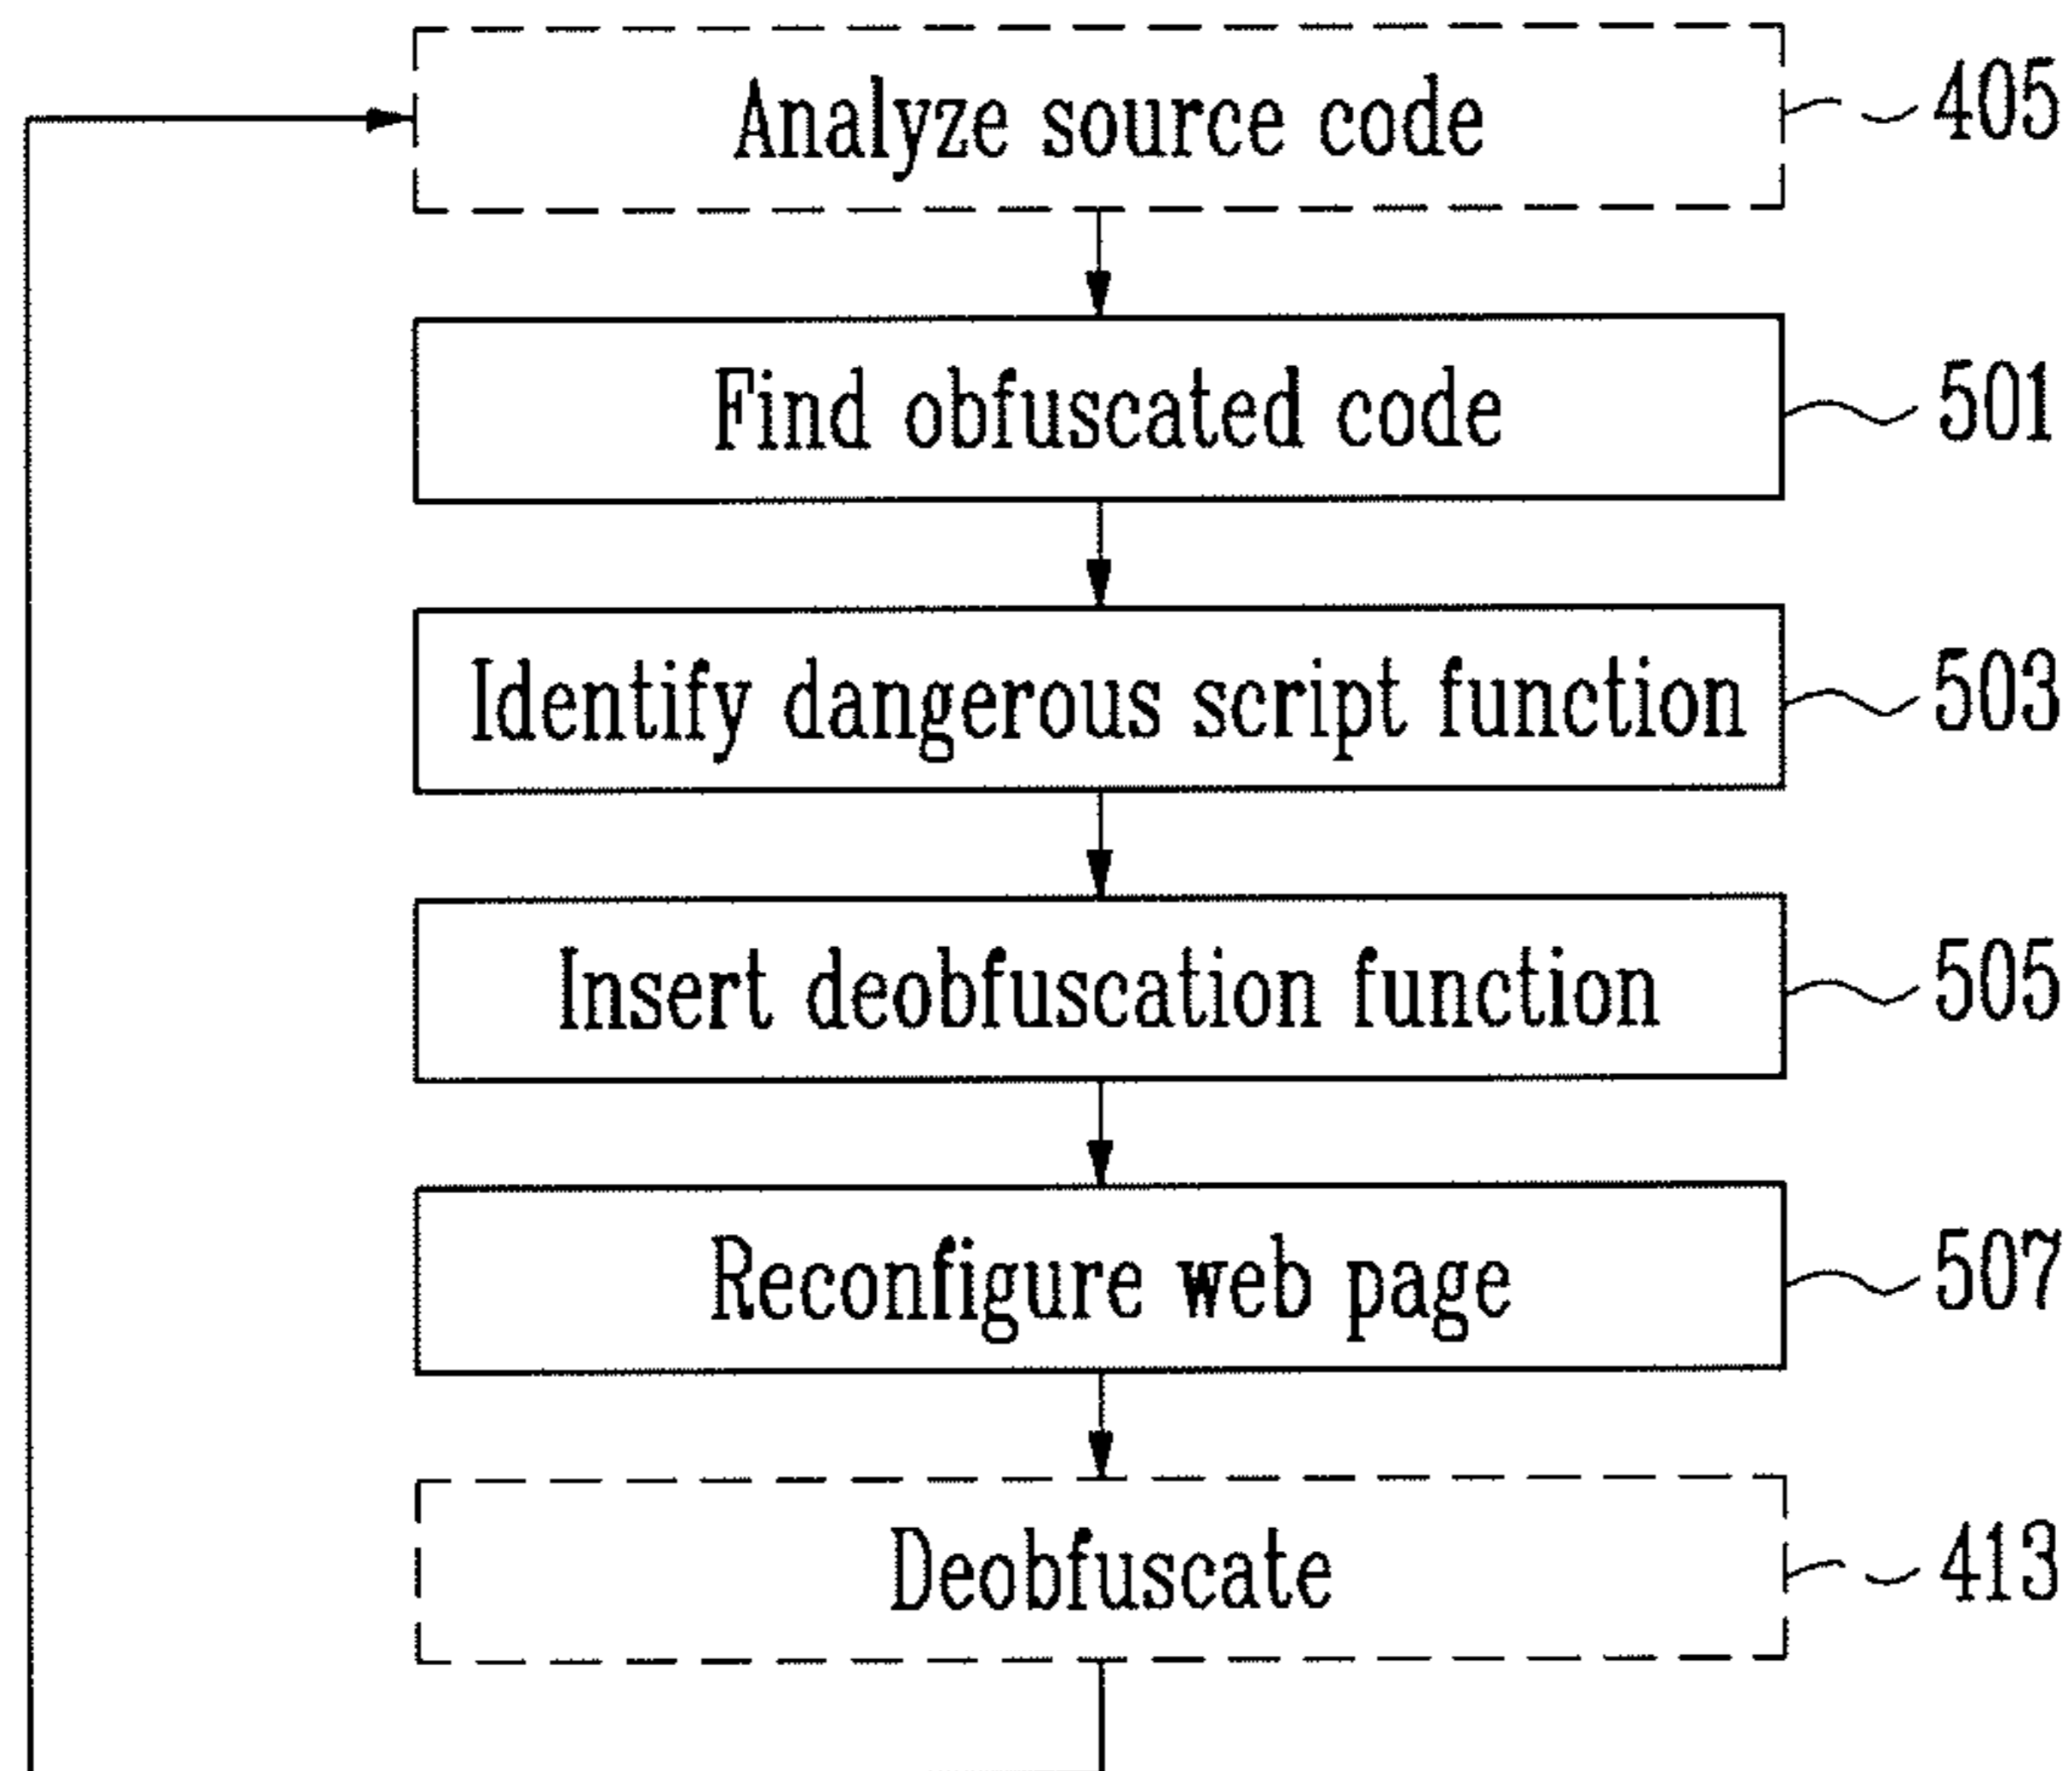 Analyze source code 405
Find obfuscated code 501
Identify dangerous script function 503
Insert deobfuscation function 505
Reconfigure web page 507
Deobfuscate 413